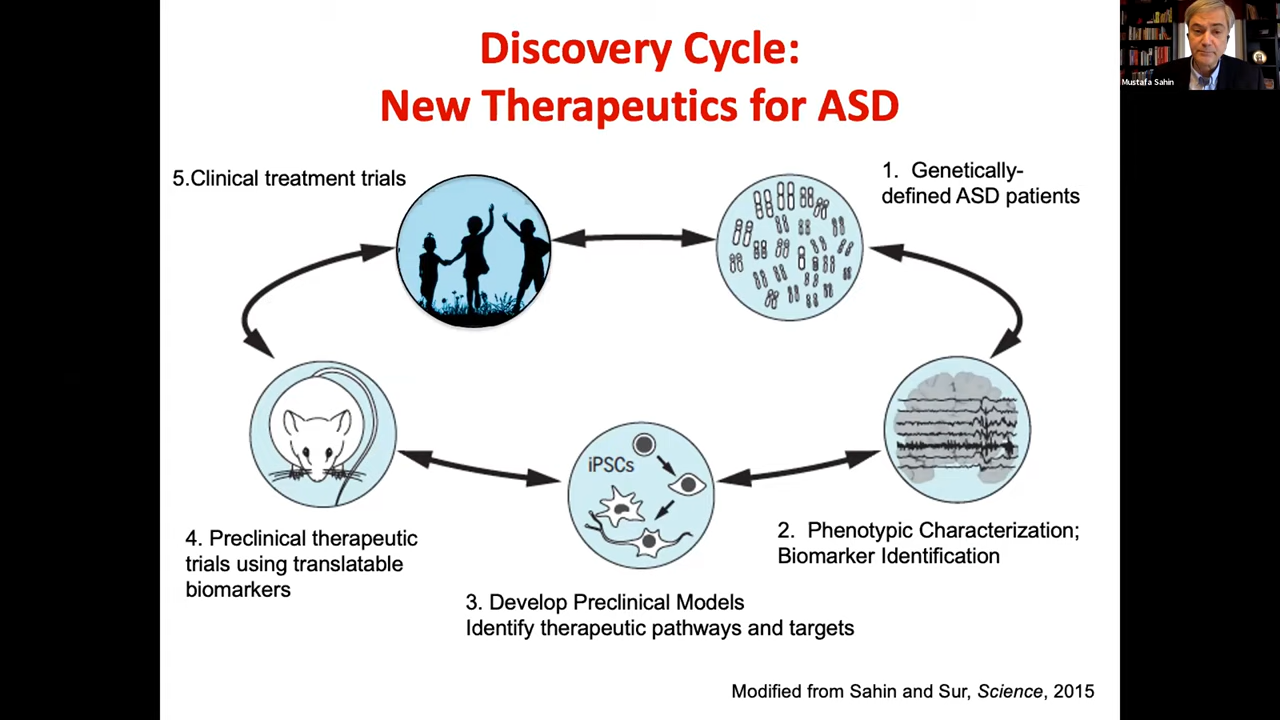 Discovery Cycle:
New Therapeutics for ASD
Mustafa Sahin
5.Clinical treatment trials
1. Genetically-
defined ASD patients
iPSCs
2. Phenotypic Characterization;
Biomarker Identification
4. Preclinical therapeutic
trials using translatable
biomarkers
3. Develop Preclinical Models
Identify therapeutic pathways and targets
Modified from Sahin and Sur, Science, 2015